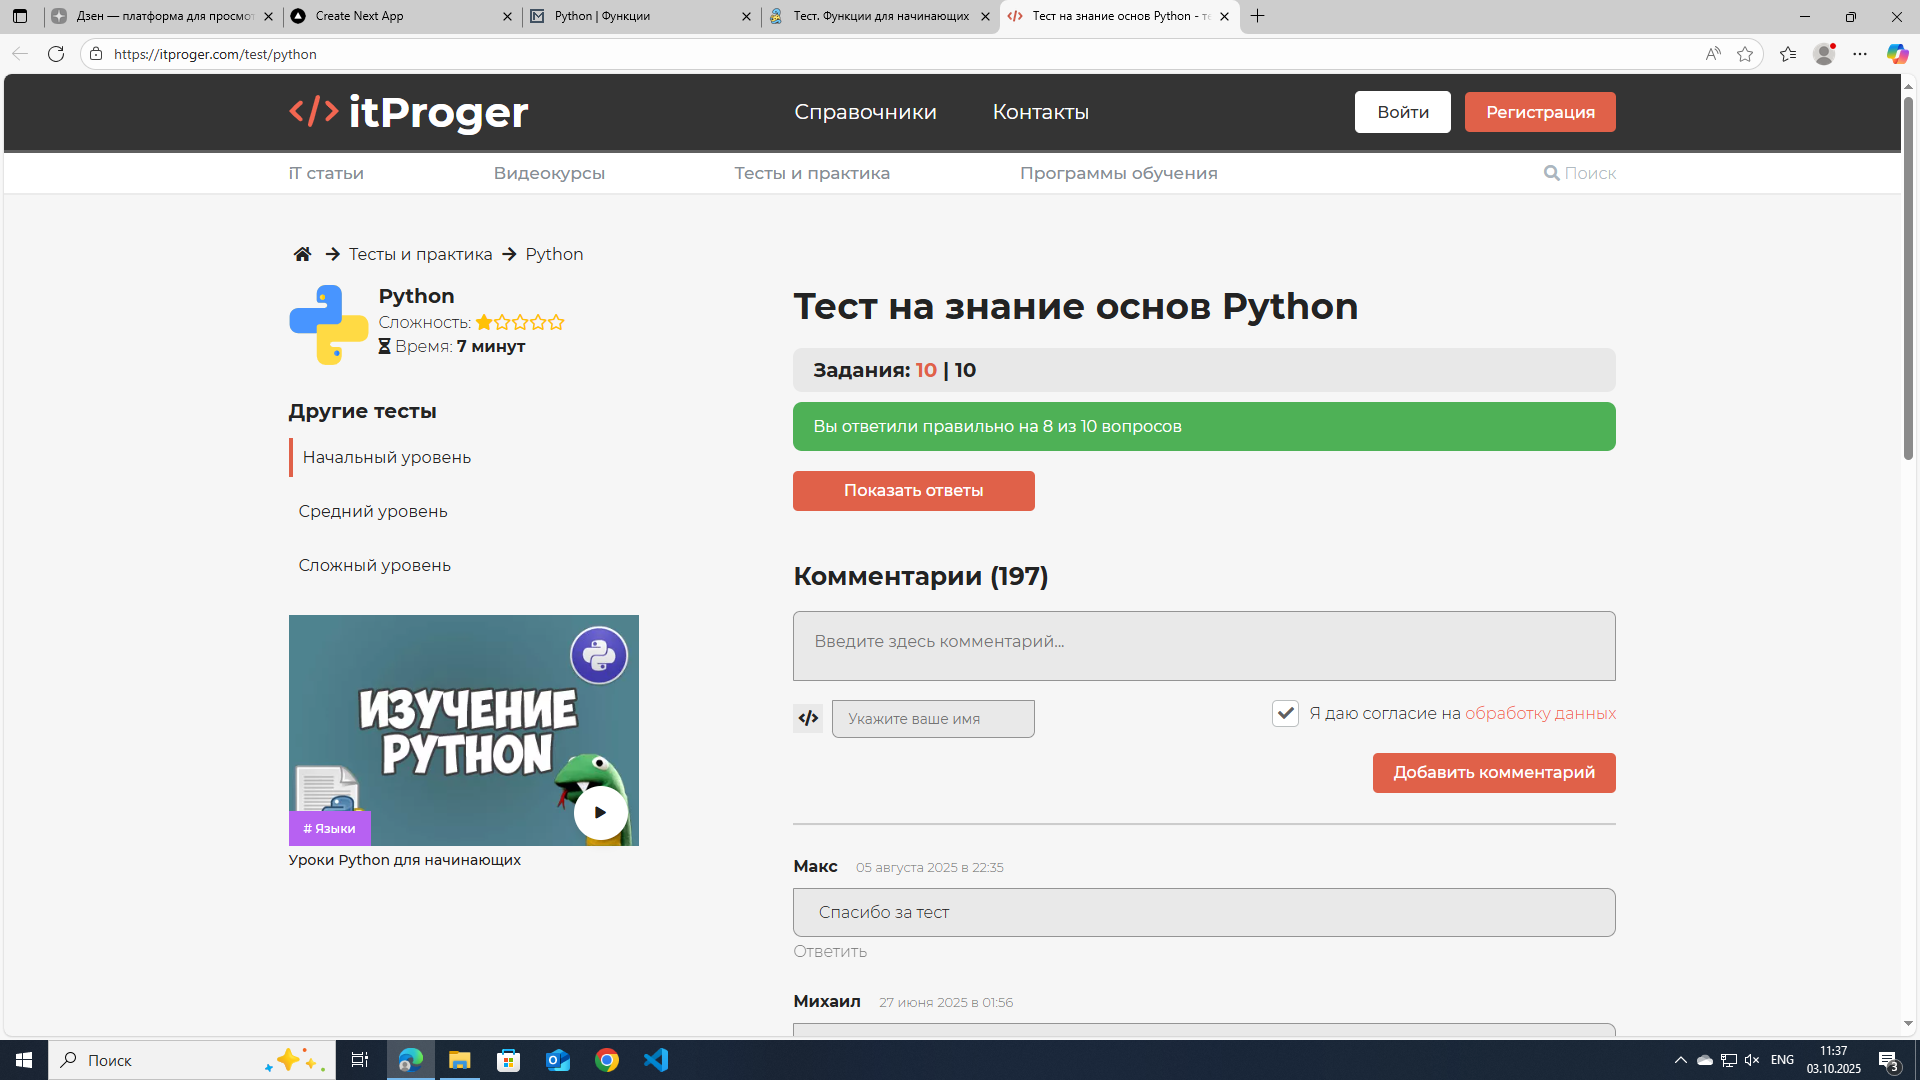 Дзен — платформа для просмот
Create Next App
Python | Функции
Тест. Функции для начинающих
Тест на знание основ Python - те
https://itproger.com/test/python
</> itProger
Справочники
Контакты
Войти
Регистрация
iT статьи
Видеокурсы
Тесты и практика
Программы обучения
Поиск
Тесты и практика
Python
Python
Сложность:
Время: 7 минут
Другие тесты
Начальный уровень
Средний уровень
Сложный уровень
ИЗУЧЕНИЕ
PYTHON
# Языки
Уроки Python для начинающих
Тест на знание основ Python
Задания: 10 | 10
Вы ответили правильно на 8 из 10 вопросов
Показать ответы
Комментарии (197)
Введите здесь комментарий...
</>
Укажите ваше имя
Я даю согласие на обработку данных
Добавить комментарий
Макс 05 августа 2025 в 22:35
Спасибо за тест
Ответить
Михаил 27 июня 2025 в 01:56
Поиск
ENG
11:37
03.10.2025
3